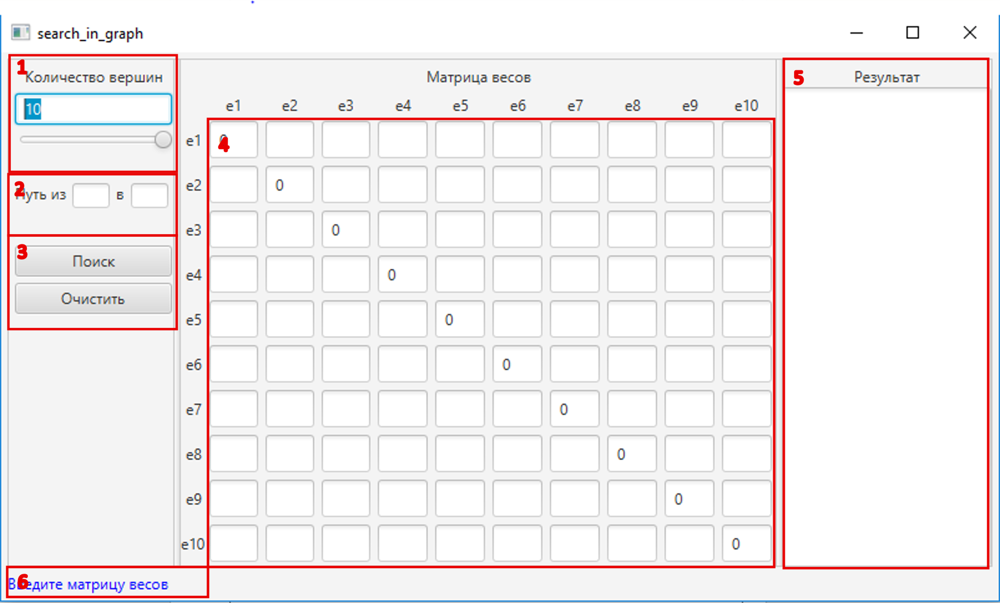 search_in_graph
1
Количество вершин
10
2
Путь из в
3
Поиск
Очистить
Матрица весов
e1 e2 e3 e4 e5 e6 e7 e8 e9 e10
e1 0
4
e2 0
e3 0
e4 0
e5 0
e6 0
e7 0
e8 0
e9 0
e10 0
5
Результат
6
Введите матрицу весов